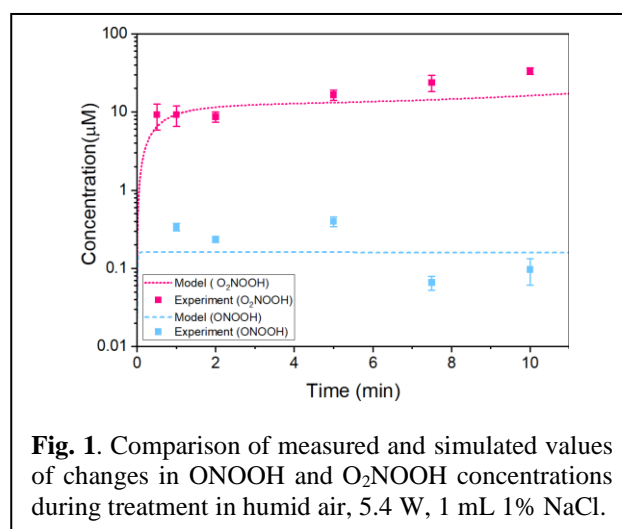 100
10
1
0.1
0.01
Concentration(μM)
Model ( O₂NOOH)
Experiment (O₂NOOH)
Model (ONOOH)
Experiment (ONOOH)
0 2 4 6 8 10
Time (min)
Fig. 1. Comparison of measured and simulated values
of changes in ONOOH and O₂NOOH concentrations
during treatment in humid air, 5.4 W, 1 mL 1% NaCl.